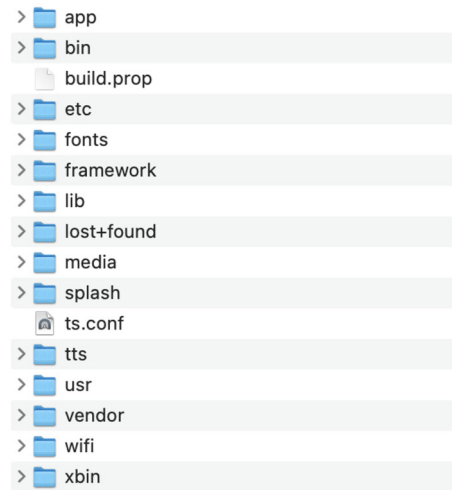 app
bin
build.prop
etc
fonts
framework
lib
lost+found
media
splash
ts.conf
tts
usr
vendor
wifi
xbin